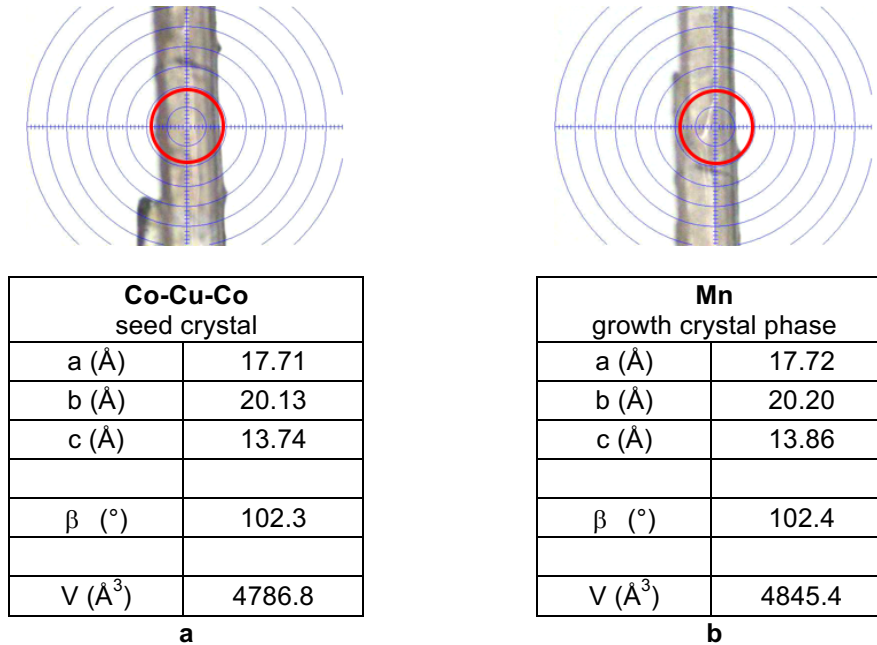 Co-Cu-Co
seed crystal
a (Å) 17.71
b (Å) 20.13
c (Å) 13.74
β (°) 102.3
V (Å³) 4786.8
a
Mn
growth crystal phase
a (Å) 17.72
b (Å) 20.20
c (Å) 13.86
β (°) 102.4
V (Å³) 4845.4
b